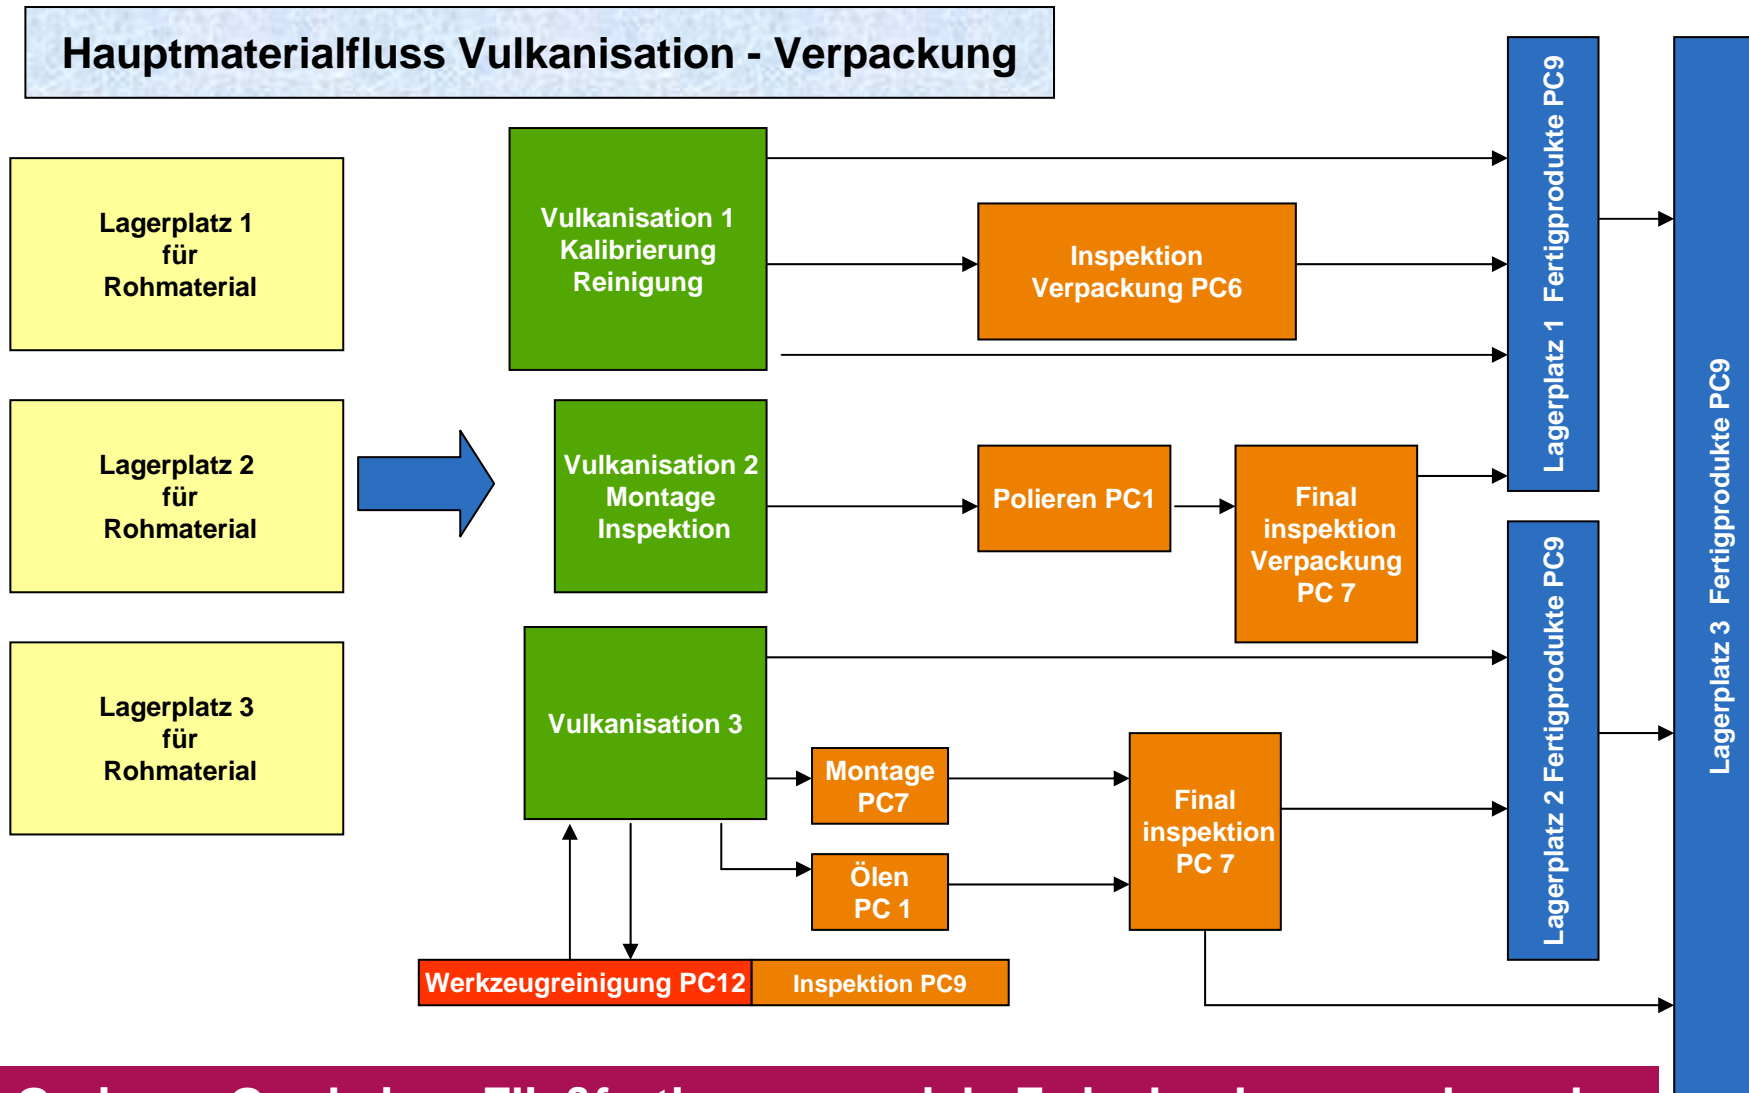 Hauptmaterialfluss Vulkanisation - Verpackung
Lagerplatz 1
für
Rohmaterial
Vulkanisation 1
Kalibrierung
Reinigung
Inspektion
Verpackung PC6
Lagerplatz 1 Fertigprodukte PC9
Lagerplatz 3 Fertigprodukte PC9
Lagerplatz 2
für
Rohmaterial
Vulkanisation 2
Montage
Inspektion
Polieren PC1
Final
inspektion
Verpackung
PC 7
Lagerplatz 2 Fertigprodukte PC9
Lagerplatz 3
für
Rohmaterial
Vulkanisation 3
Montage
PC7
Ölen
PC 1
Final
inspektion
PC 7
Werkzeugreinigung PC12
Inspektion PC9